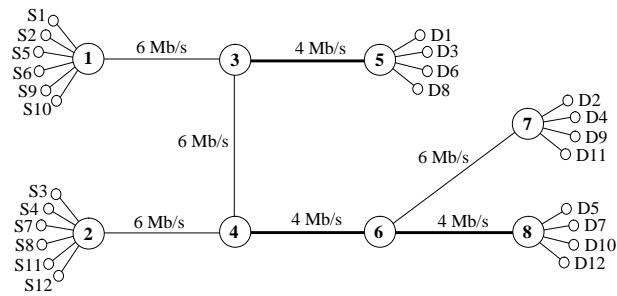 S1
S2
S5
S6
S9
S10
1
6 Mb/s
3
4 Mb/s
5
D1
D3
D6
D8
6 Mb/s
7
D2
D4
D9
D11
6 Mb/s
S3
S4
S7
S8
S11
S12
2
6 Mb/s
4
4 Mb/s
6
4 Mb/s
8
D5
D7
D10
D12